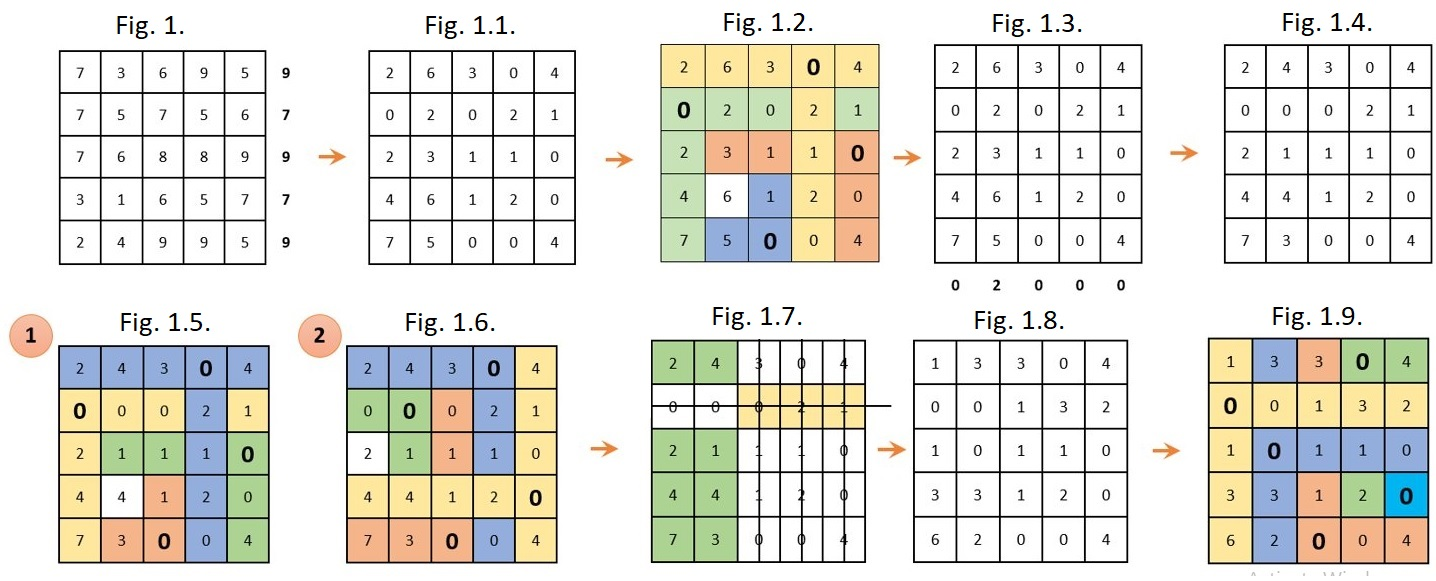 Fig. 1. Fig. 1.1. Fig. 1.2. Fig. 1.3. Fig. 1.4.
7 3 6 9 5 9 2 6 3 0 4 2 6 3 0 4 2 6 3 0 4 2 4 3 0 4
7 5 7 5 6 7 0 2 0 2 1 0 2 0 2 1 0 2 0 2 1 0 0 0 2 1
7 6 8 8 9 9 2 3 1 1 0 2 3 1 1 0 2 3 1 1 0 2 1 1 1 0
3 1 6 5 7 7 4 6 1 2 0 4 6 1 2 0 4 6 1 2 0 4 4 1 2 0
2 4 9 9 5 9 7 5 0 0 4 7 5 0 0 4 7 5 0 0 4 7 3 0 0 4
0 2 0 0 0
1 Fig. 1.5. 2 Fig. 1.6. Fig. 1.7. Fig. 1.8. Fig. 1.9.
2 4 3 0 4 2 4 3 0 4 2 4 3 0 4 1 3 3 0 4 1 3 3 0 4
0 0 0 2 1 0 0 0 2 1 0 0 0 2 1 0 0 1 3 2 0 0 1 3 2
2 1 1 1 0 2 1 1 1 0 2 1 1 1 0 1 0 1 1 0 1 0 1 1 0
4 4 1 2 0 4 4 1 2 0 4 4 1 2 0 3 3 1 2 0 3 3 1 2 0
7 3 0 0 4 7 3 0 0 4 7 3 0 0 4 6 2 0 0 4 6 2 0 0 4